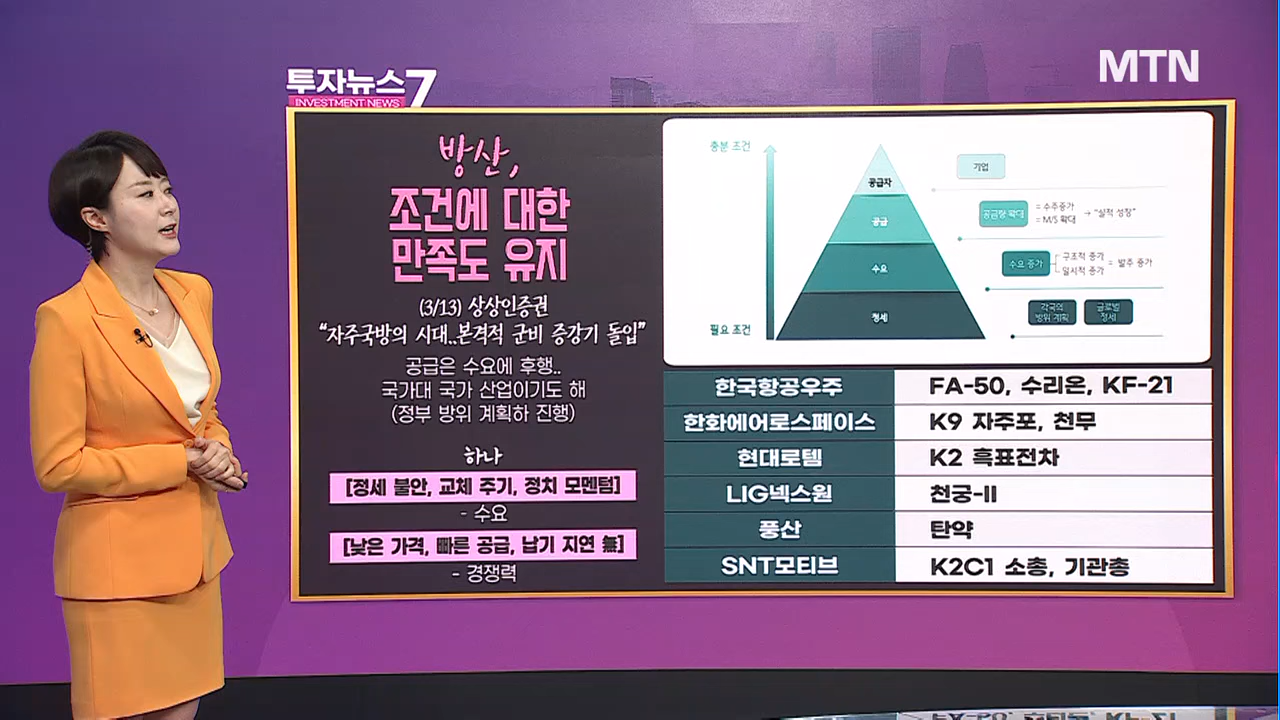 MTN
투자뉴스7
INVESTMENT NEWS
방산,
조건에 대한
만족도 유지
(3/13) 상상인증권
“자주국방의 시대..본격적 군비 증강기 돌입”
공급은 수요에 후행..
국가대 국가 산업이기도 해
(정부 방위 계획하 진행)
하나
[정세 불안, 교체 주기, 정치 모멘텀]
- 수요
[낮은 가격, 빠른 공급, 납기 지연 無]
- 경쟁력
충분 조건
필요 조건
공급자
공급
수요
정세
기업
공급량 확대
= 수주증가
= M/S 확대
→ “실적 성장”
수요 증가
구조적 증가
일시적 증가
= 발주 증가
각국의
방위 계획
글로벌
정세
한국항공우주 FA-50, 수리온, KF-21
한화에어로스페이스 K9 자주포, 천무
현대로템 K2 흑표전차
LIG넥스원 천궁-II
풍산 탄약
SNT모티브 K2C1 소총, 기관총